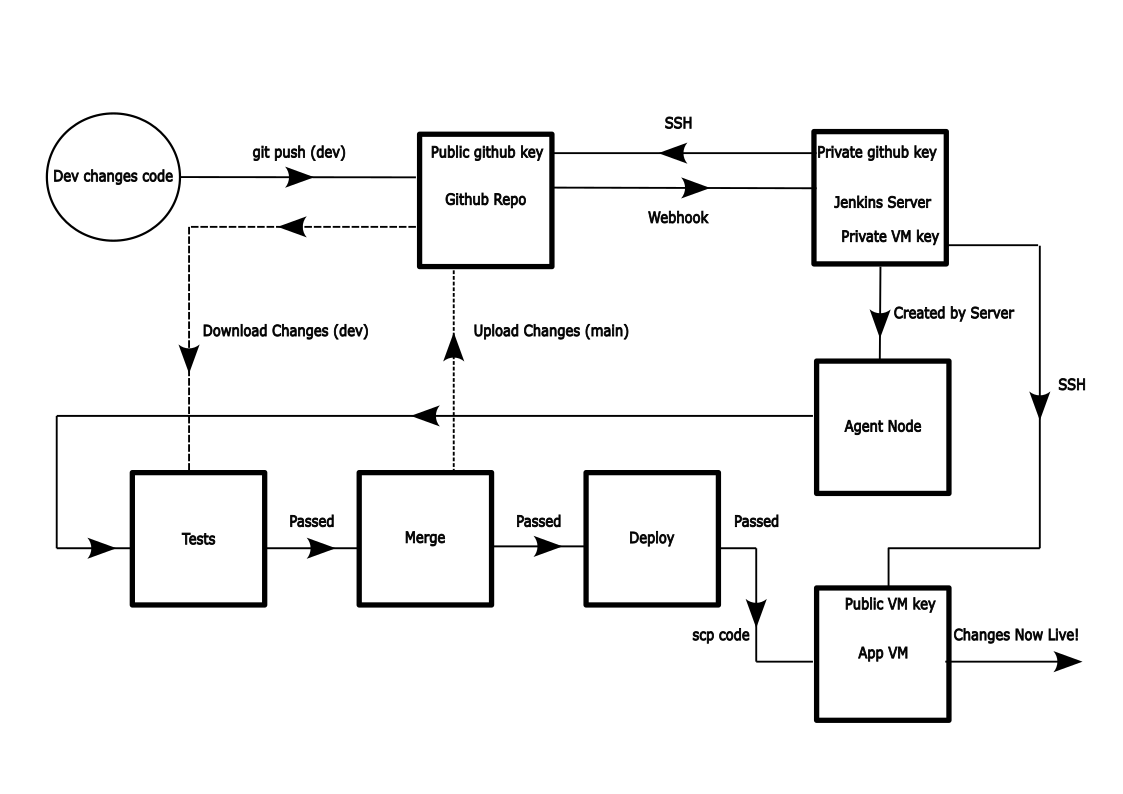 SSH
git push (dev)
Public github key
Private github key
Dev changes code
Github Repo
Jenkins Server
Webhook
Private VM key
Created by Server
Download Changes (dev)
Upload Changes (main)
SSH
Agent Node
Passed
Passed
Passed
Tests
Merge
Deploy
Public VM key
scp code
Changes Now Live!
App VM